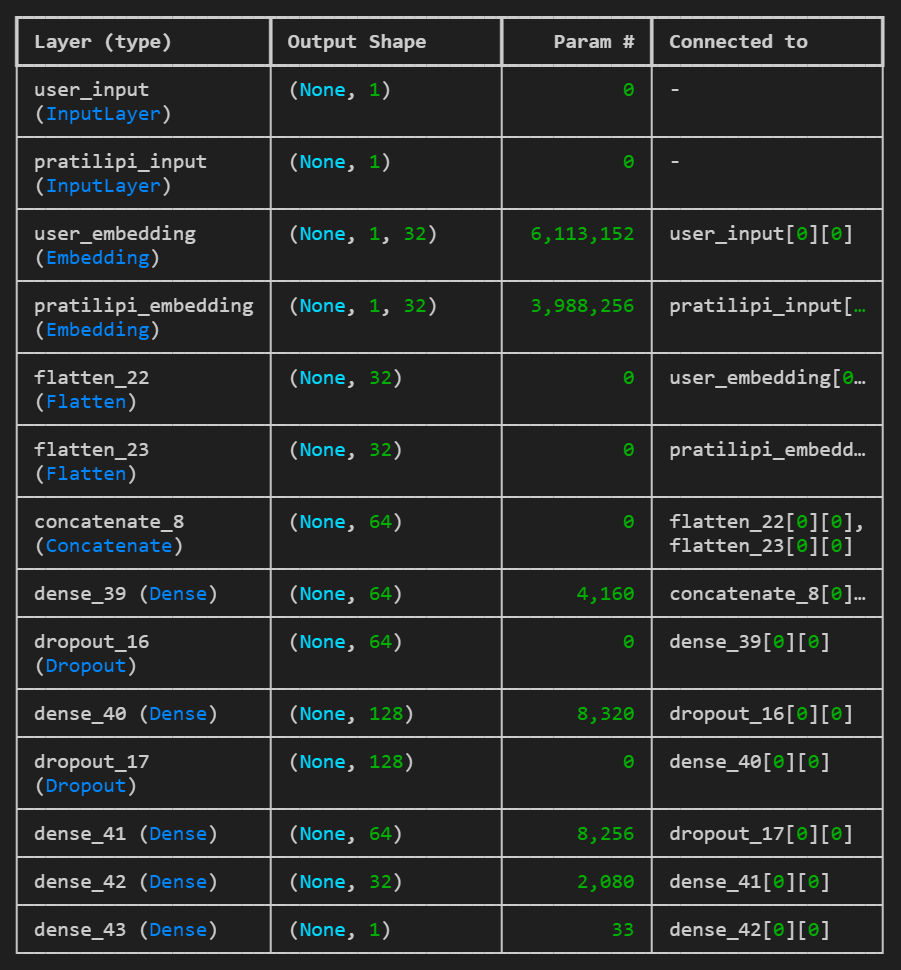 Layer (type) Output Shape Param # Connected to
user_input (None, 1) 0 -
(InputLayer)
pratilipi_input (None, 1) 0 -
(InputLayer)
user_embedding (None, 1, 32) 6,113,152 user_input[0][0]
(Embedding)
pratilipi_embedding (None, 1, 32) 3,988,256 pratilipi_input[…
(Embedding)
flatten_22 (None, 32) 0 user_embedding[0…
(Flatten)
flatten_23 (None, 32) 0 pratilipi_embedd…
(Flatten)
concatenate_8 (None, 64) 0 flatten_22[0][0],
(Concatenate) flatten_23[0][0]
dense_39 (Dense) (None, 64) 4,160 concatenate_8[0]…
dropout_16 (None, 64) 0 dense_39[0][0]
(Dropout)
dense_40 (Dense) (None, 128) 8,320 dropout_16[0][0]
dropout_17 (None, 128) 0 dense_40[0][0]
(Dropout)
dense_41 (Dense) (None, 64) 8,256 dropout_17[0][0]
dense_42 (Dense) (None, 32) 2,080 dense_41[0][0]
dense_43 (Dense) (None, 1) 33 dense_42[0][0]